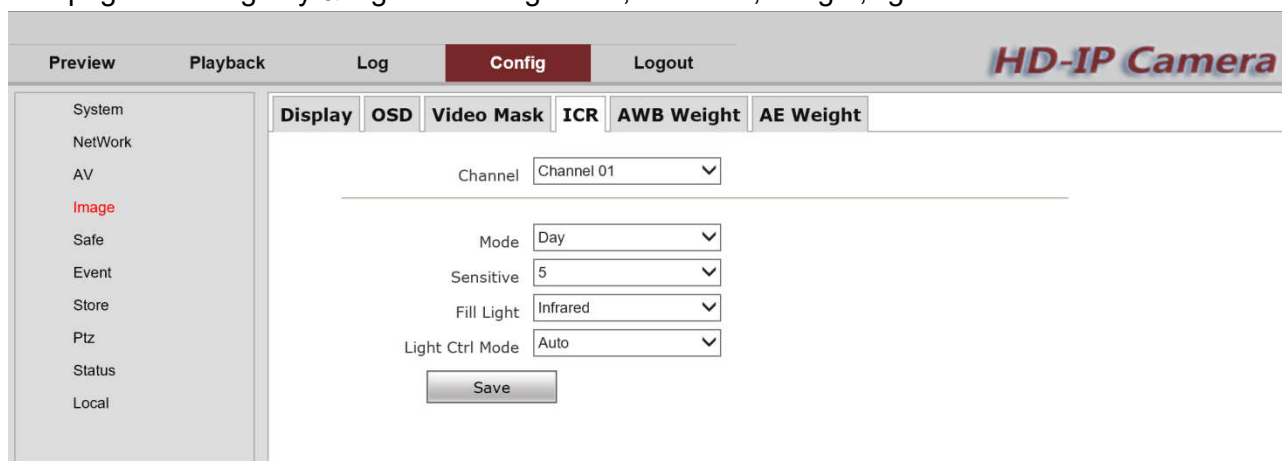 Preview Playback Log Config Logout HD-IP Camera
System
NetWork
AV
Image
Safe
Event
Store
Ptz
Status
Local
Display OSD Video Mask ICR AWB Weight AE Weight
Channel Channel 01
Mode Day
Sensitive 5
Fill Light Infrared
Light Ctrl Mode Auto
Save